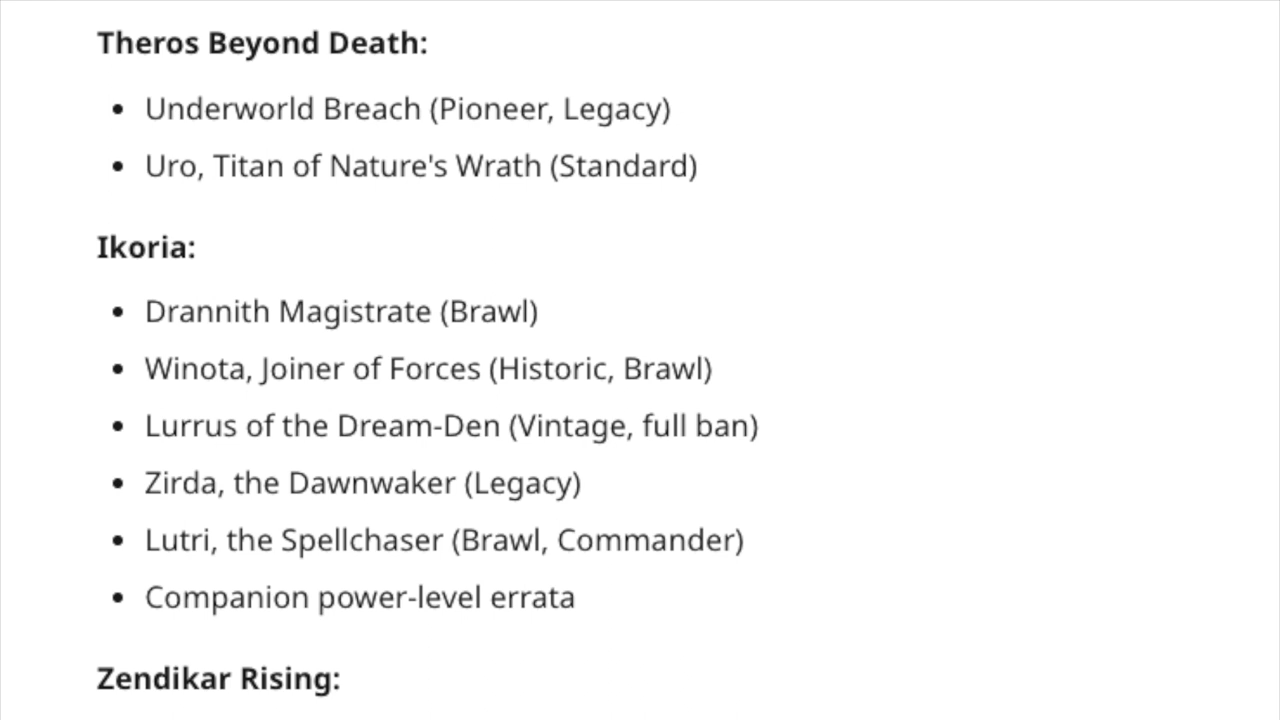 Theros Beyond Death:
• Underworld Breach (Pioneer, Legacy)
• Uro, Titan of Nature's Wrath (Standard)
Ikoria:
• Drannith Magistrate (Brawl)
• Winota, Joiner of Forces (Historic, Brawl)
• Lurrus of the Dream-Den (Vintage, full ban)
• Zirda, the Dawnwaker (Legacy)
• Lutri, the Spellchaser (Brawl, Commander)
• Companion power-level errata
Zendikar Rising: